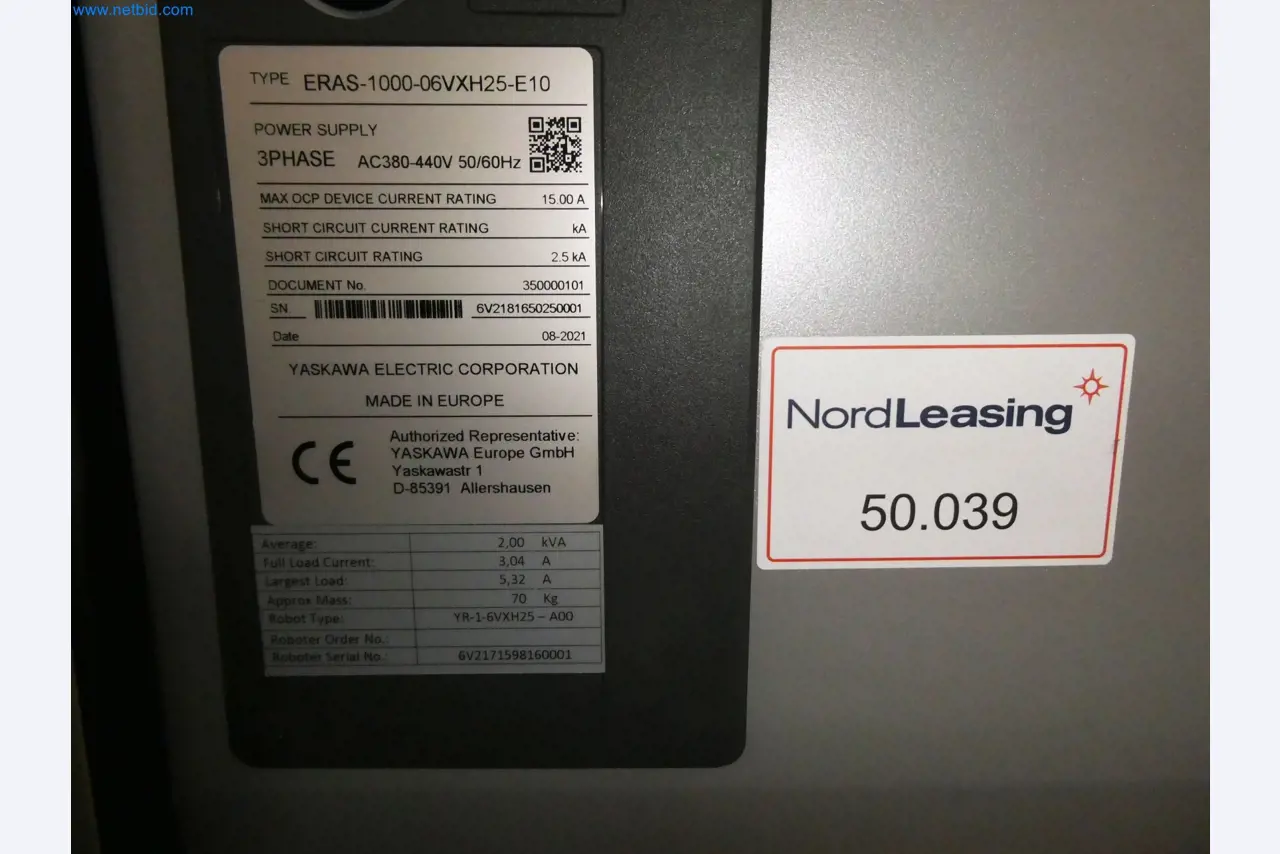 www.netbid.com
TYPE ERAS-1000-06VXH25-E10
POWER SUPPLY
3PHASE AC380-440V 50/60Hz
MAX OCP DEVICE CURRENT RATING 15.00 A
SHORT CIRCUIT CURRENT RATING kA
SHORT CIRCUIT RATING 2.5 kA
DOCUMENT No. 350000101
SN. 6V2181650250001
Date 08-2021
YASKAWA ELECTRIC CORPORATION
MADE IN EUROPE
CE
Authorized Representative:
YASKAWA Europe GmbH
Yaskawastr 1
D-85391 Allershausen
Average: 2,00 kVA
Full Load Current: 3,04 A
Largest Load: 5,32 A
Approx Mass: 70 Kg
Robot Type: YR-1-6VXH25 – A00
Roboter Order No.:
Roboter Serial No.: 6V2171598160001
NordLeasing
50.039